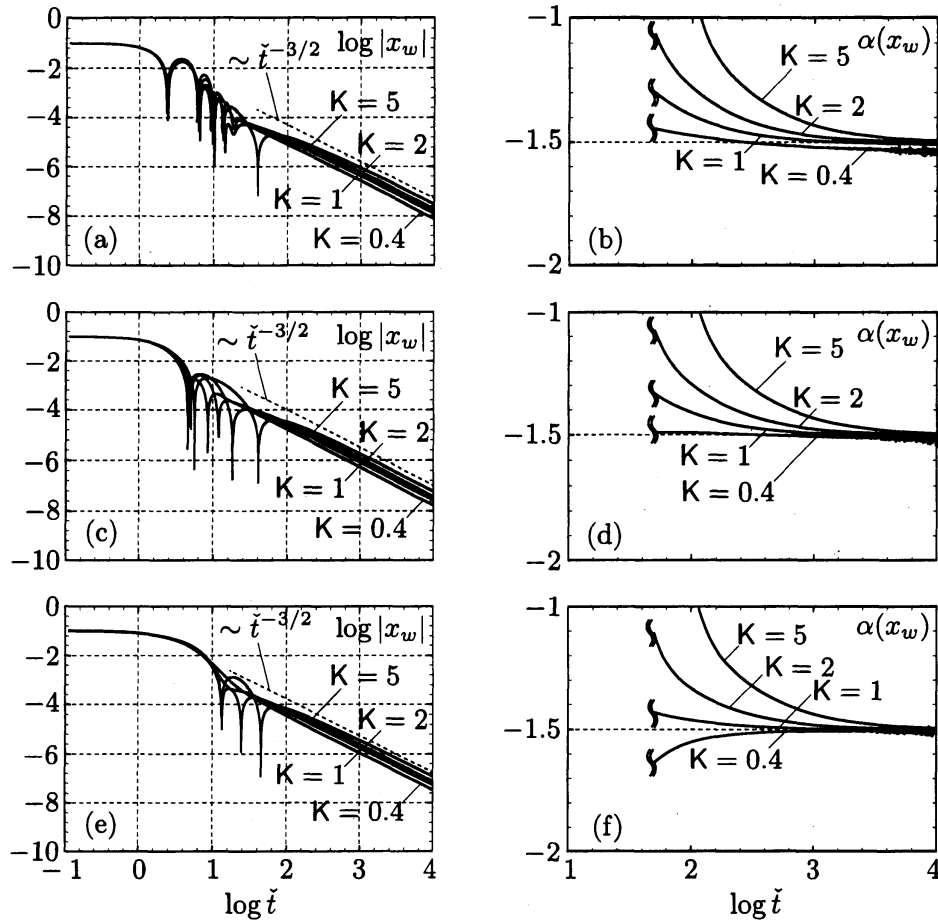 0
−2
−4
−6
−8
−10
log |x_w|
∼ ť^{−3/2}
K = 5
K = 2
K = 1
K = 0.4
(a)
−1
−1.5
−2
α(x_w)
K = 5
K = 2
K = 1
K = 0.4
(b)
0
−2
−4
−6
−8
−10
log |x_w|
∼ ť^{−3/2}
K = 5
K = 2
K = 1
K = 0.4
(c)
−1
−1.5
−2
α(x_w)
K = 5
K = 2
K = 1
K = 0.4
(d)
0
−2
−4
−6
−8
−10
log |x_w|
∼ ť^{−3/2}
K = 5
K = 2
K = 1
K = 0.4
(e)
−1 0 1 2 3 4
log ť
−1
−1.5
−2
α(x_w)
K = 5
K = 2
K = 1
K = 0.4
(f)
1 2 3 4
log ť